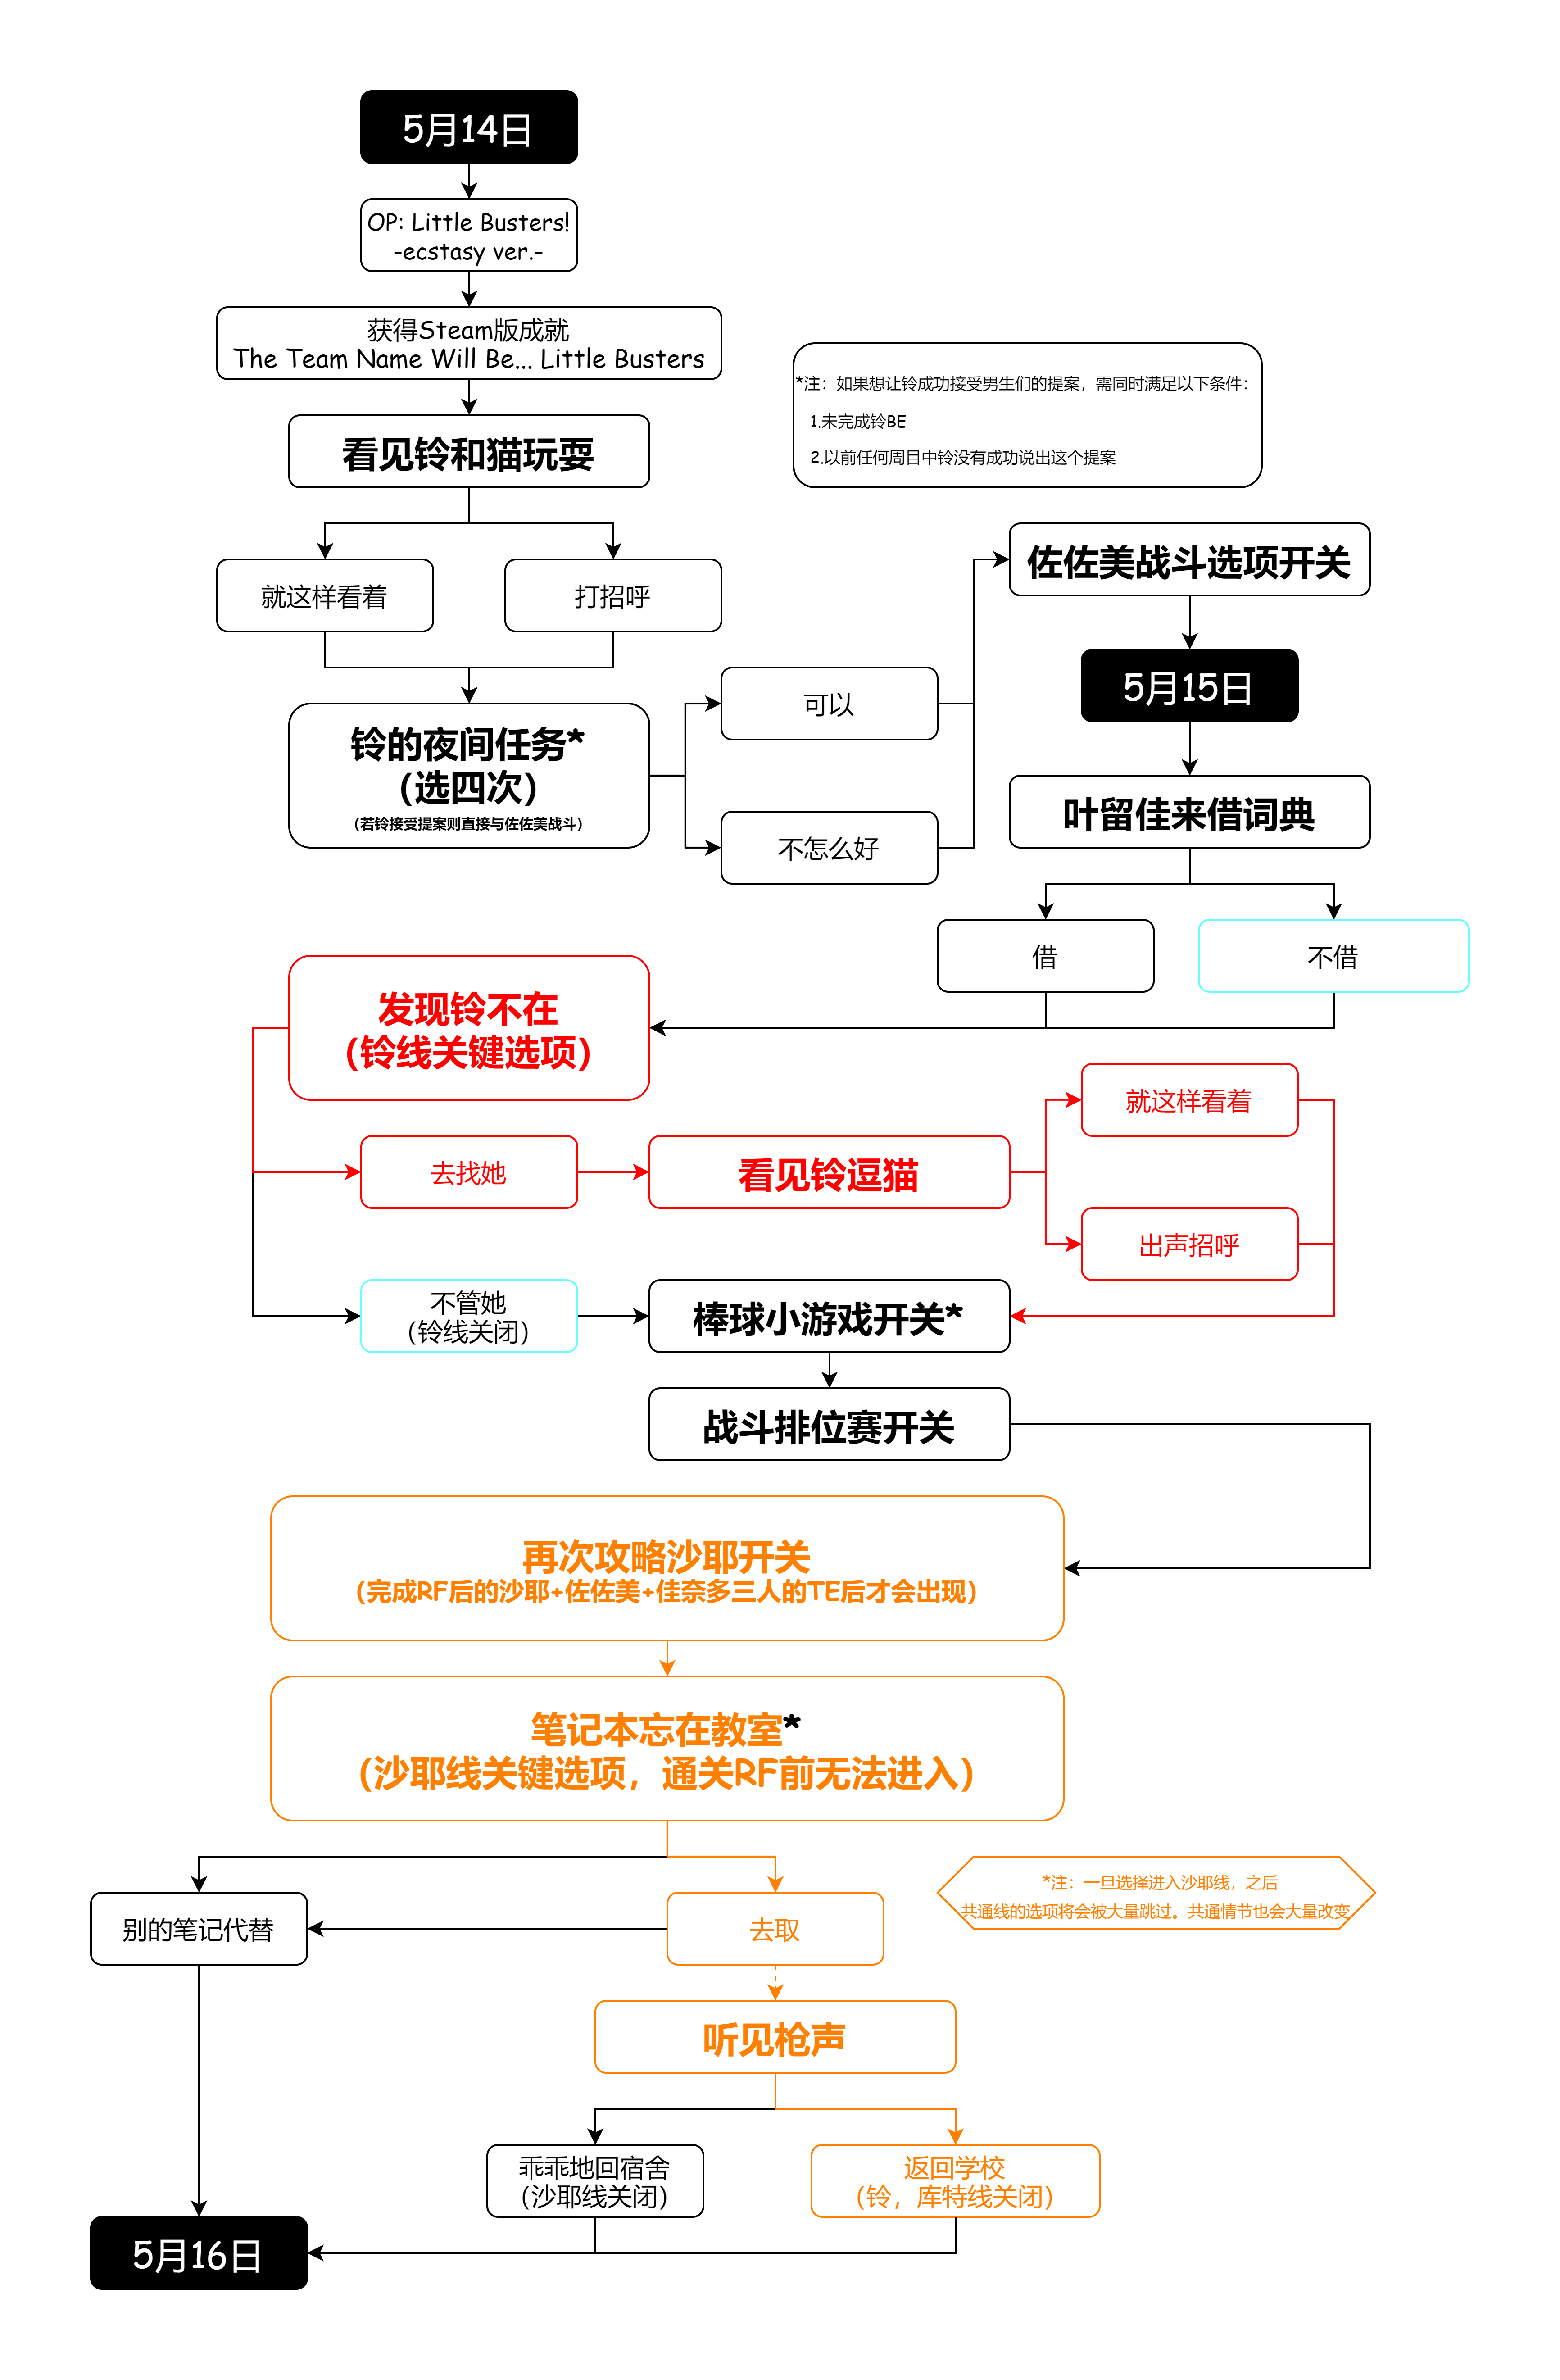 5月14日
OP: Little Busters!
-ecstasy ver.-
获得Steam版成就
The Team Name Will Be... Little Busters
*注：如果想让铃成功接受男生们的提案，需同时满足以下条件：
1.未完成铃BE
2.以前任何周目中铃没有成功说出这个提案
看见铃和猫玩耍
就这样看着
打招呼
铃的夜间任务*
（选四次）
（若铃接受提案则直接与佐佐美战斗）
可以
不怎么好
佐佐美战斗选项开关
5月15日
叶留佳来借词典
借
不借
发现铃不在
（铃线关键选项）
去找她
看见铃逗猫
就这样看着
出声招呼
不管她
（铃线关闭）
棒球小游戏开关*
战斗排位赛开关
再次攻略沙耶开关
（完成RF后的沙耶+佐佐美+佳奈多三人的TE后才会出现）
笔记本忘在教室*
（沙耶线关键选项，通关RF前无法进入）
别的笔记代替
去取
*注：一旦选择进入沙耶线，之后
共通线的选项将会被大量跳过。共通情节也会大量改变
听见枪声
乖乖地回宿舍
（沙耶线关闭）
返回学校
（铃，库特线关闭）
5月16日